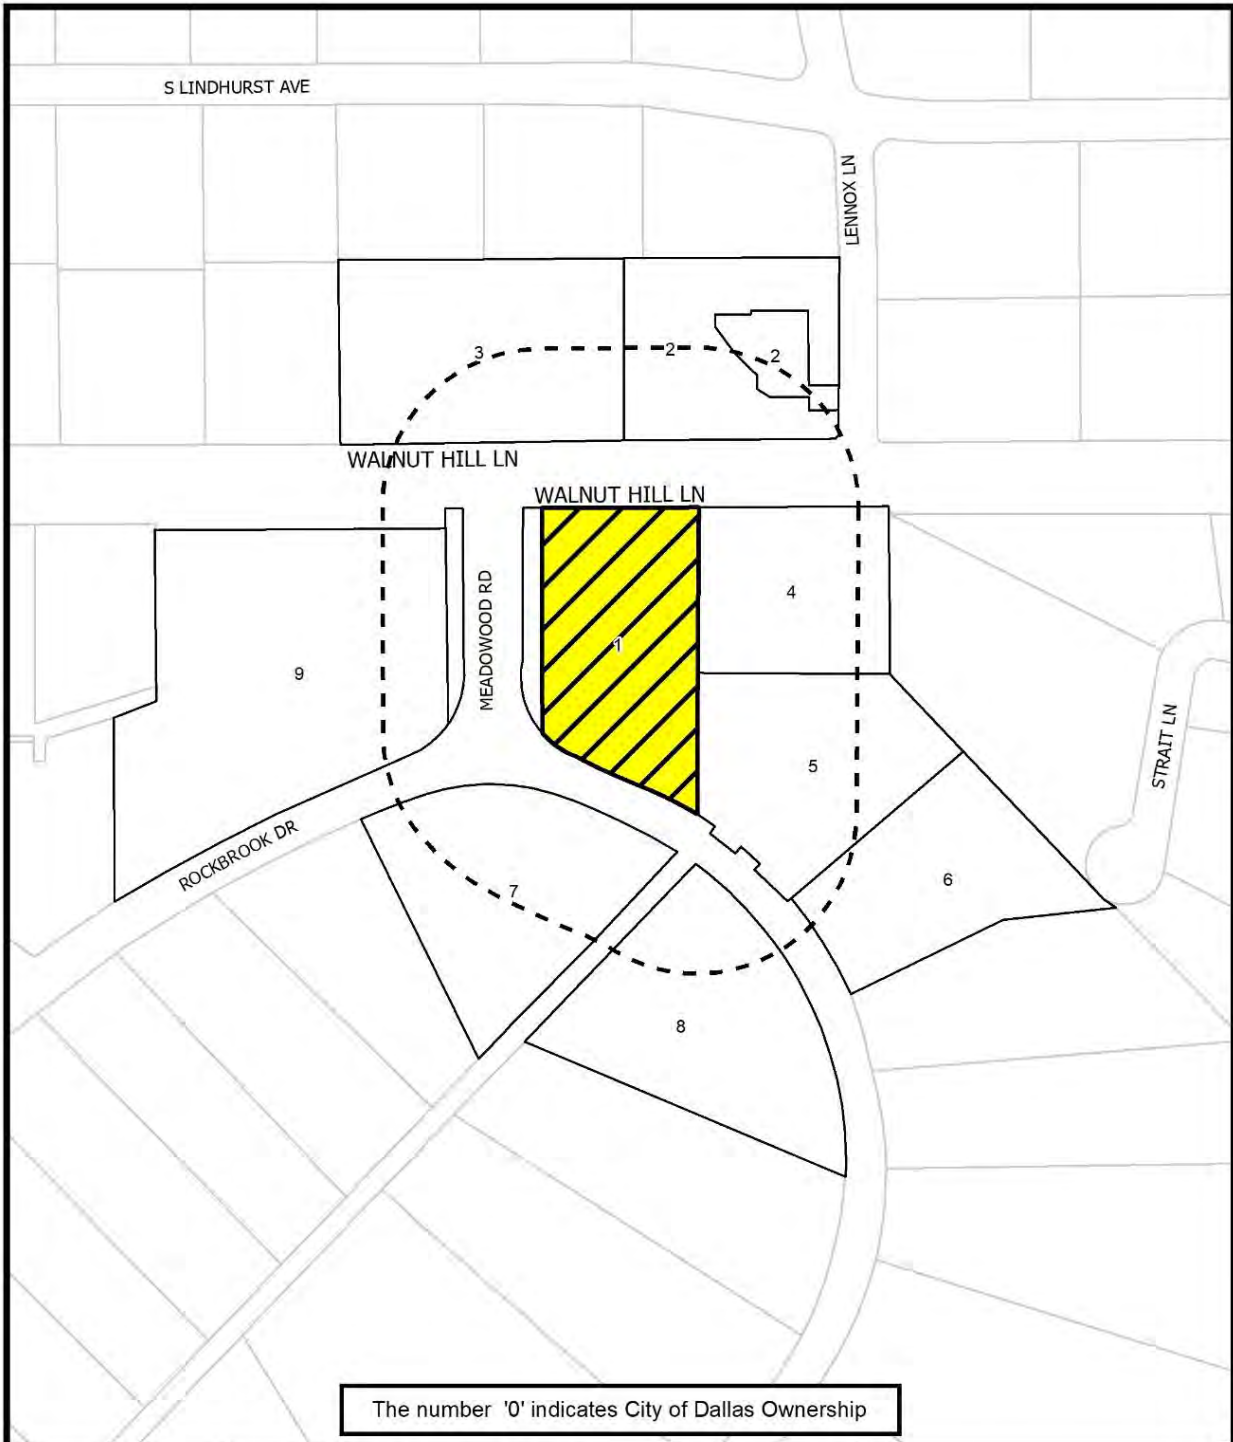 S LINDHURST AVE
LENNOX LN
3
2
2
WALNUT HILL LN
WALNUT HILL LN
MEADOWOOD RD
1
4
9
5
STRAIT LN
ROCKBROOK DR
7
6
8
The number '0' indicates City of Dallas Ownership